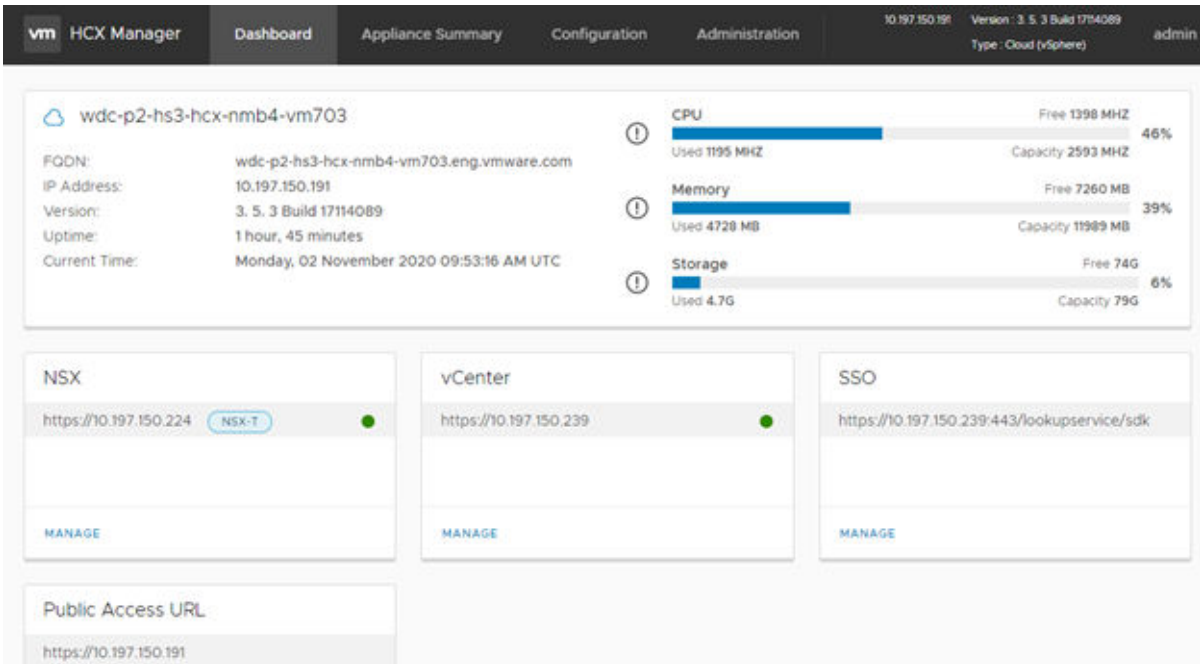 vm HCX Manager Dashboard Appliance Summary Configuration Administration 10.197.150.191 Version : 3. 5. 3 Build 17114089 admin
Type : Cloud (vSphere)
wdc-p2-hs3-hcx-nmb4-vm703
FQDN: wdc-p2-hs3-hcx-nmb4-vm703.eng.vmware.com
IP Address: 10.197.150.191
Version: 3. 5. 3 Build 17114089
Uptime: 1 hour, 45 minutes
Current Time: Monday, 02 November 2020 09:53:16 AM UTC
CPU Free 1398 MHZ
46%
Used 1195 MHZ Capacity 2593 MHZ
Memory Free 7260 MB
39%
Used 4728 MB Capacity 11989 MB
Storage Free 74G
6%
Used 4.7G Capacity 79G
NSX
https://10.197.150.224 NSX-T
MANAGE
vCenter
https://10.197.150.239
MANAGE
SSO
https://10.197.150.239:443/lookupservice/sdk
MANAGE
Public Access URL
https://10.197.150.191